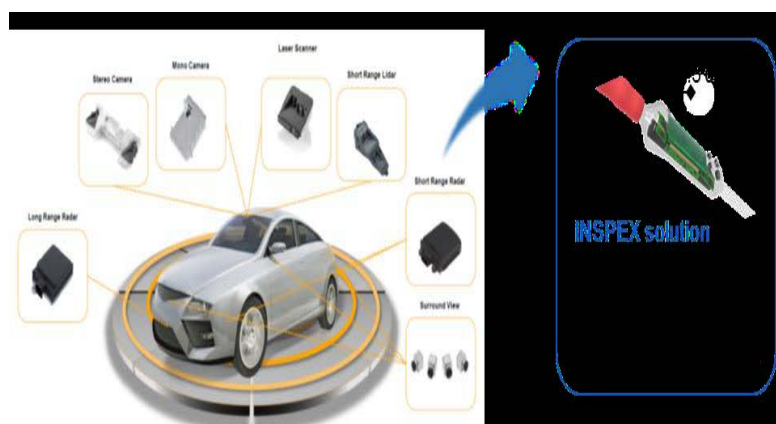 Laser Scanner
Mono Camera
Stereo Camera
Short Range Lidar
Short Range Radar
Long Range Radar
Surround View
INSPEX solution